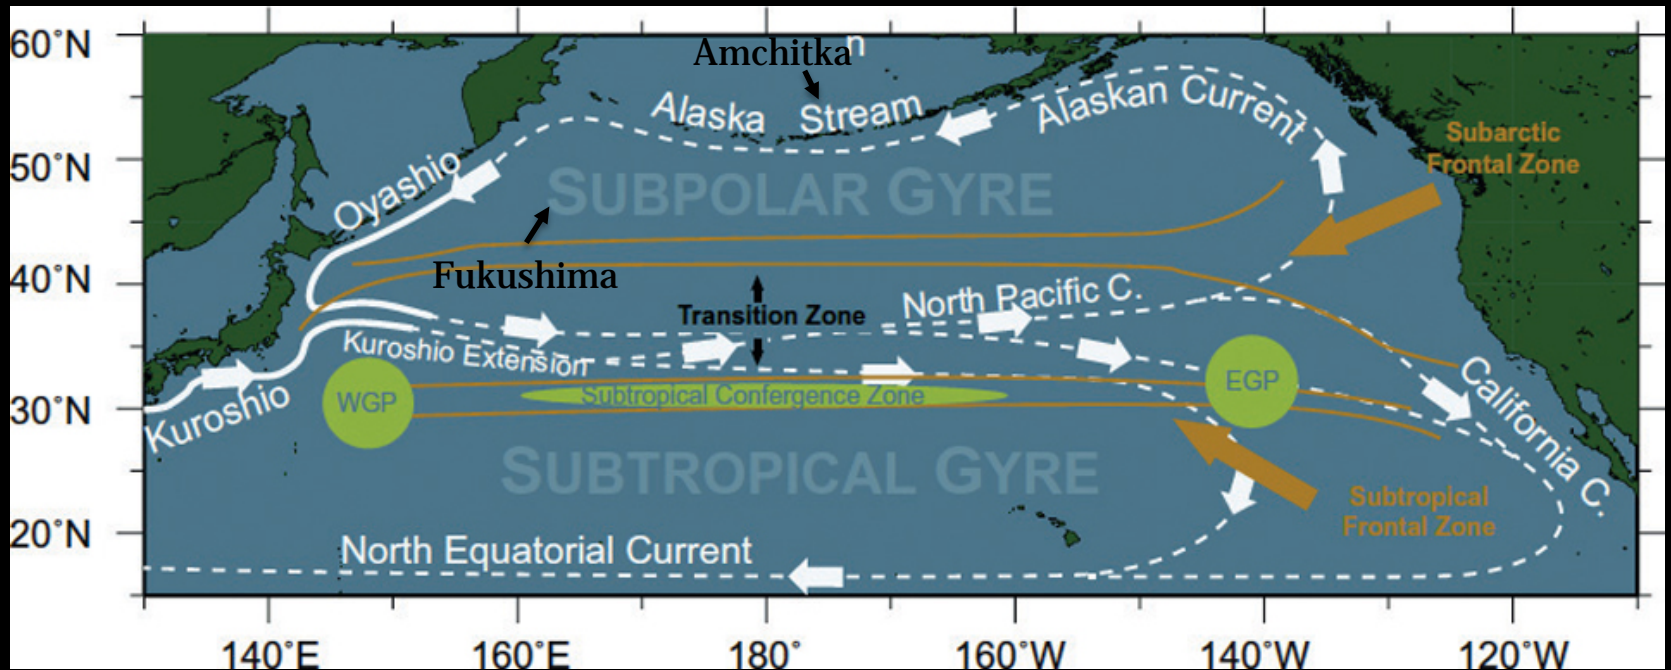 60°N
50°N
40°N
30°N
20°N
140°E
160°E
180°
160°W
140°W
120°W
Amchitka
n
Alaska Stream
Alaskan Current
Subarctic
Frontal Zone
Oyashio
SUBPOLAR GYRE
Fukushima
Transition Zone
North Pacific C.
Kuroshio Extension
Kuroshio
WGP
Subtropical Confergence Zone
EGP
California C.
SUBTROPICAL GYRE
Subtropical
Frontal Zone
North Equatorial Current